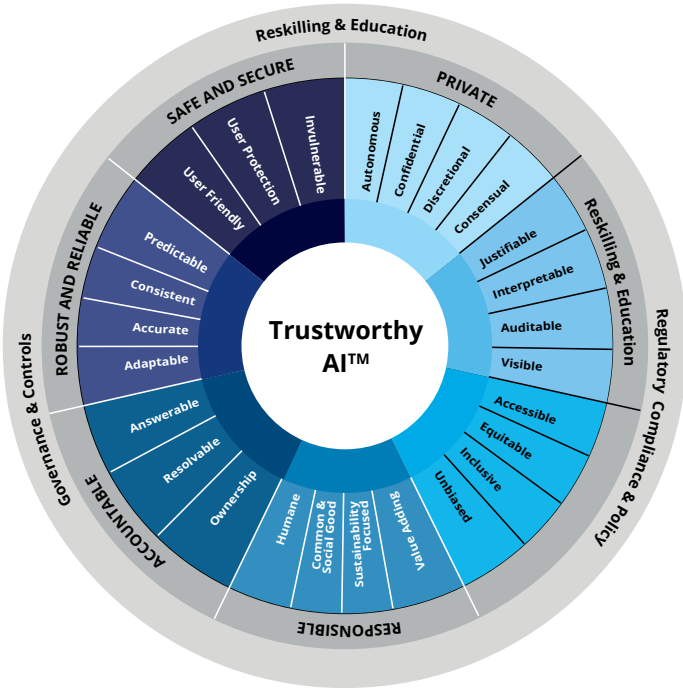 Reskilling & Education
SAFE AND SECURE
PRIVATE
Reskilling & Education
Regulatory Compliance & Policy
RESPONSIBLE
ACCOUNTABLE
Governance & Controls
ROBUST AND RELIABLE
Autonomous
Confidential
Discretional
Consensual
Justifiable
Interpretable
Auditable
Visible
Accessible
Equitable
Inclusive
Unbiased
Value Adding
Sustainability
Focused
Common &
Social Good
Humane
Ownership
Resolvable
Answerable
Adaptable
Accurate
Consistent
Predictable
User Friendly
User Protection
Invulnerable
Trustworthy
AI™